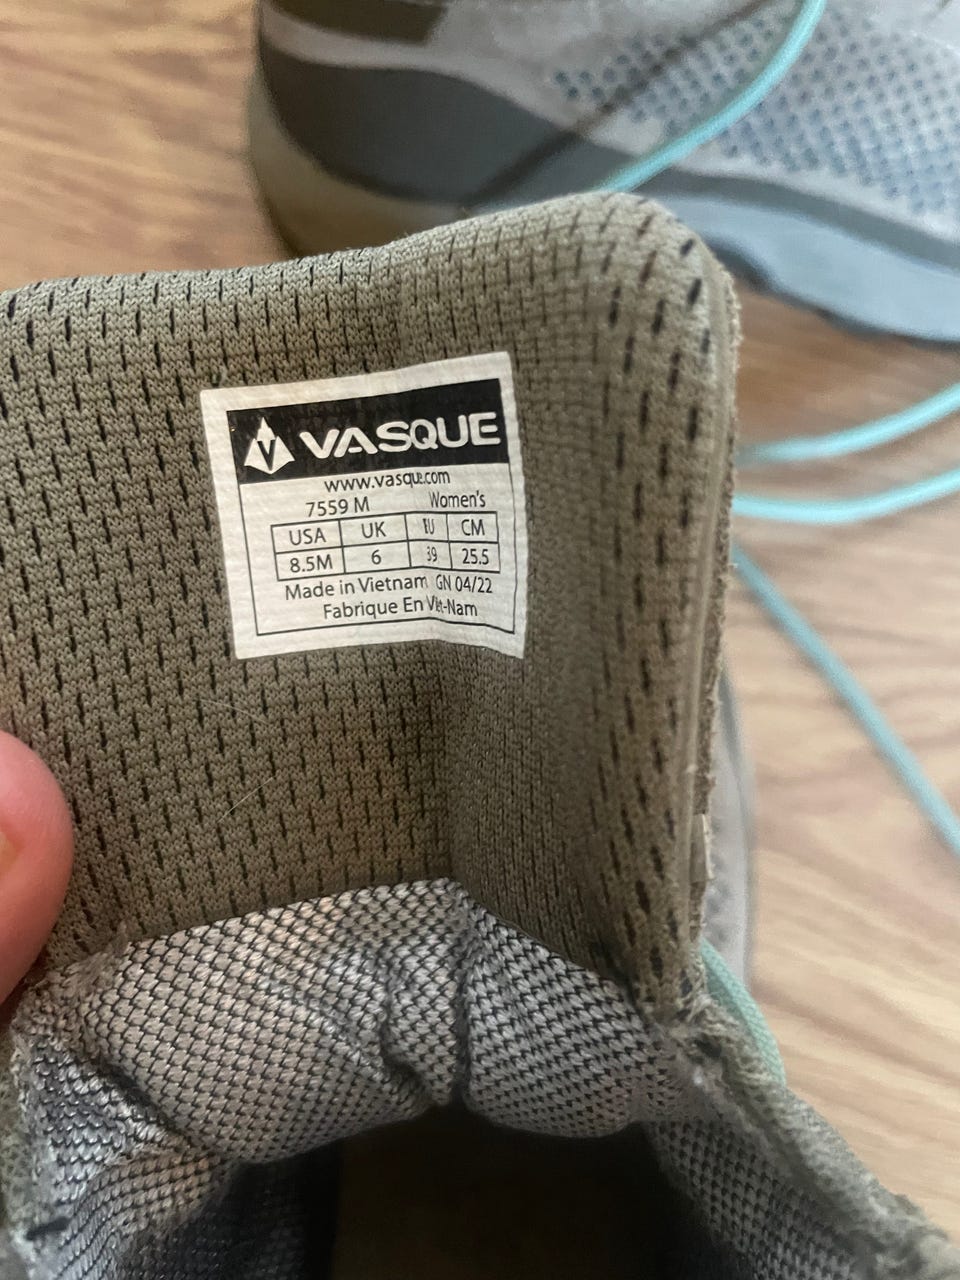 VASQUE
www.vasque.com
7559 M Women's
USA UK EU CM
8.5M 6 39 25.5
Made in Vietnam GN 04/22
Fabrique En Viet-Nam